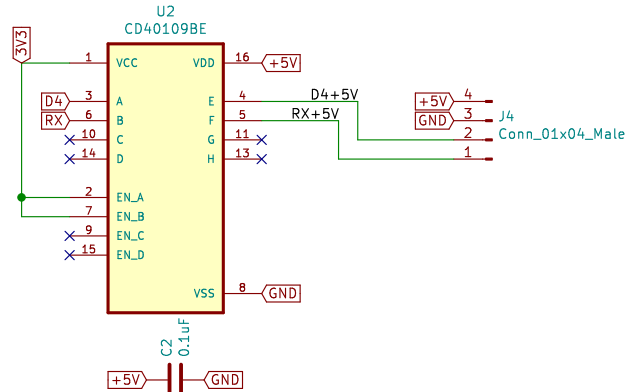 U2
CD40109BE
3V3
1 VCC VDD 16 +5V
D4 3 A E 4 D4+5V +5V 4
RX 6 B F 5 RX+5V GND 3 J4
10 C G 11 2 Conn_01x04_Male
14 D H 13 1
2 EN_A
7 EN_B
9 EN_C
15 EN_D
VSS 8 GND
C2
0.1uF
+5V GND